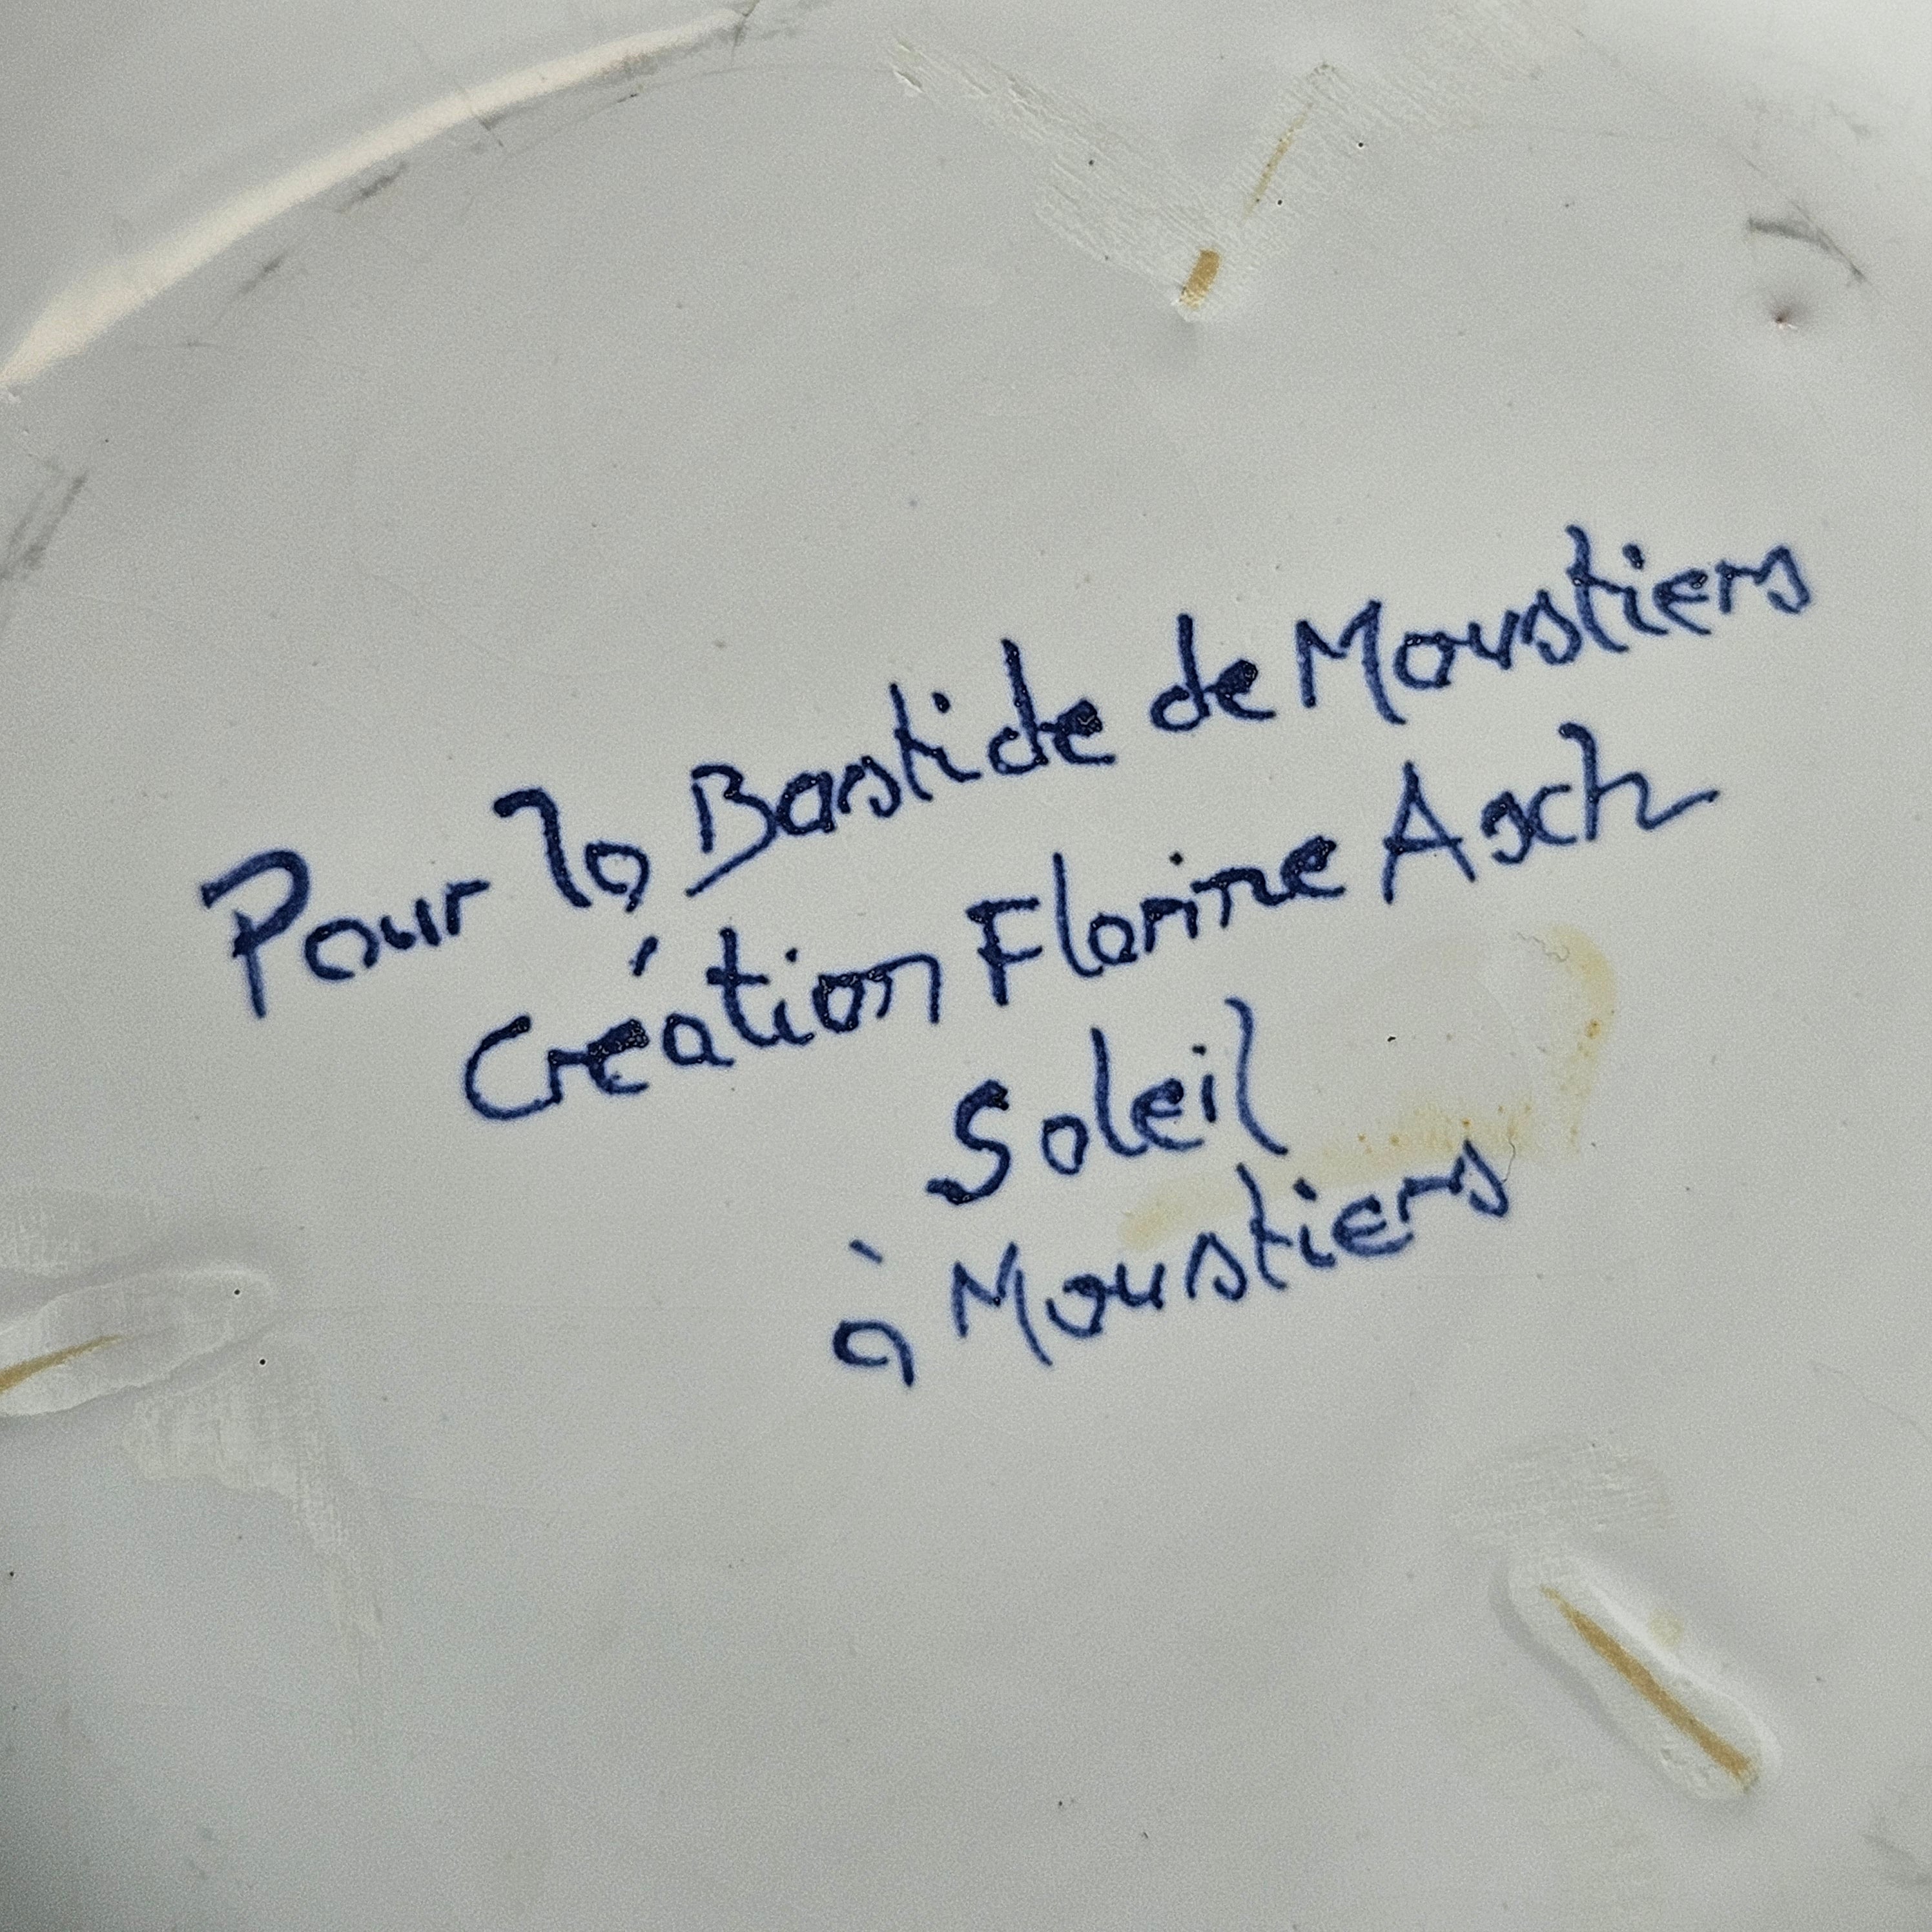 Pour la Bastide de Moustiers
Création Florine Asch
Soleil
à Moustiers